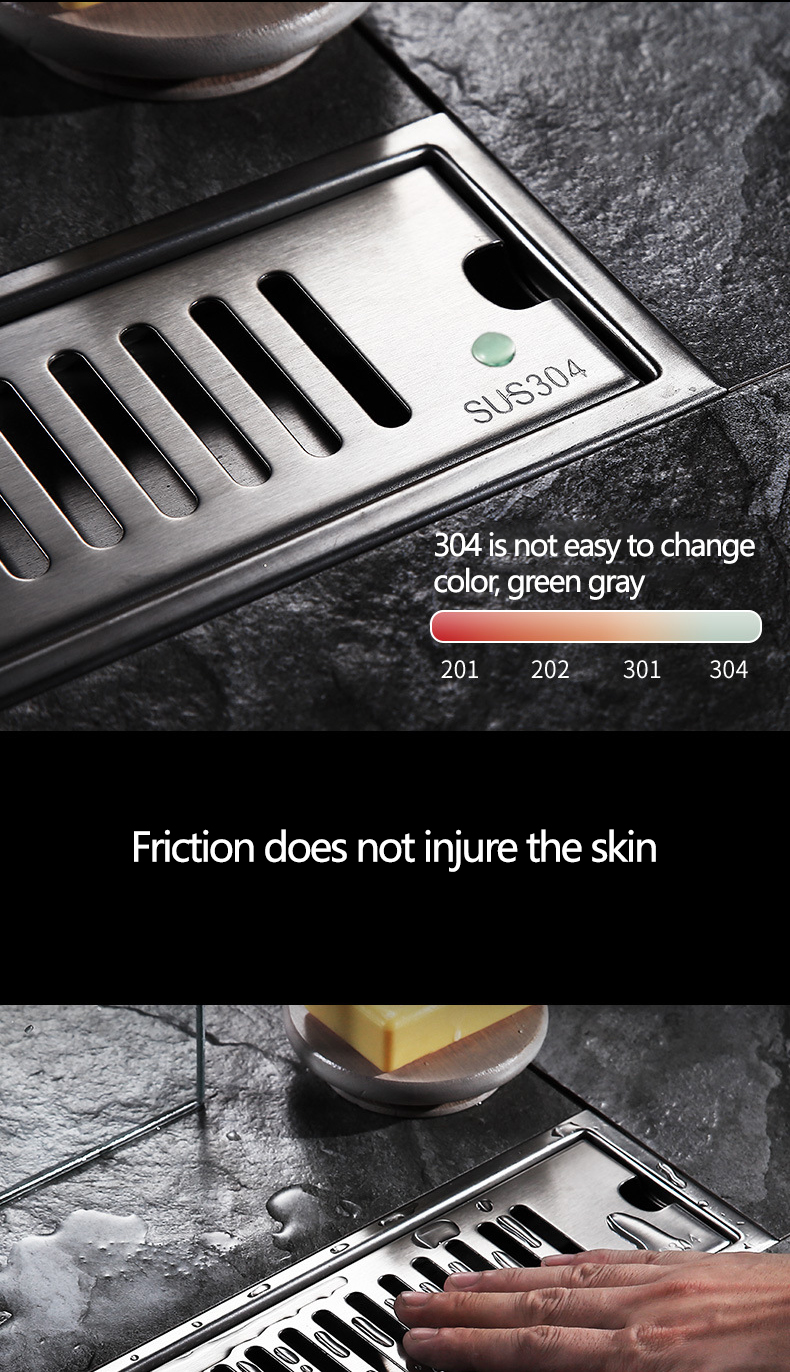 SUS304
304 is not easy to change
color, green gray
201 202 301 304
Friction does not injure the skin